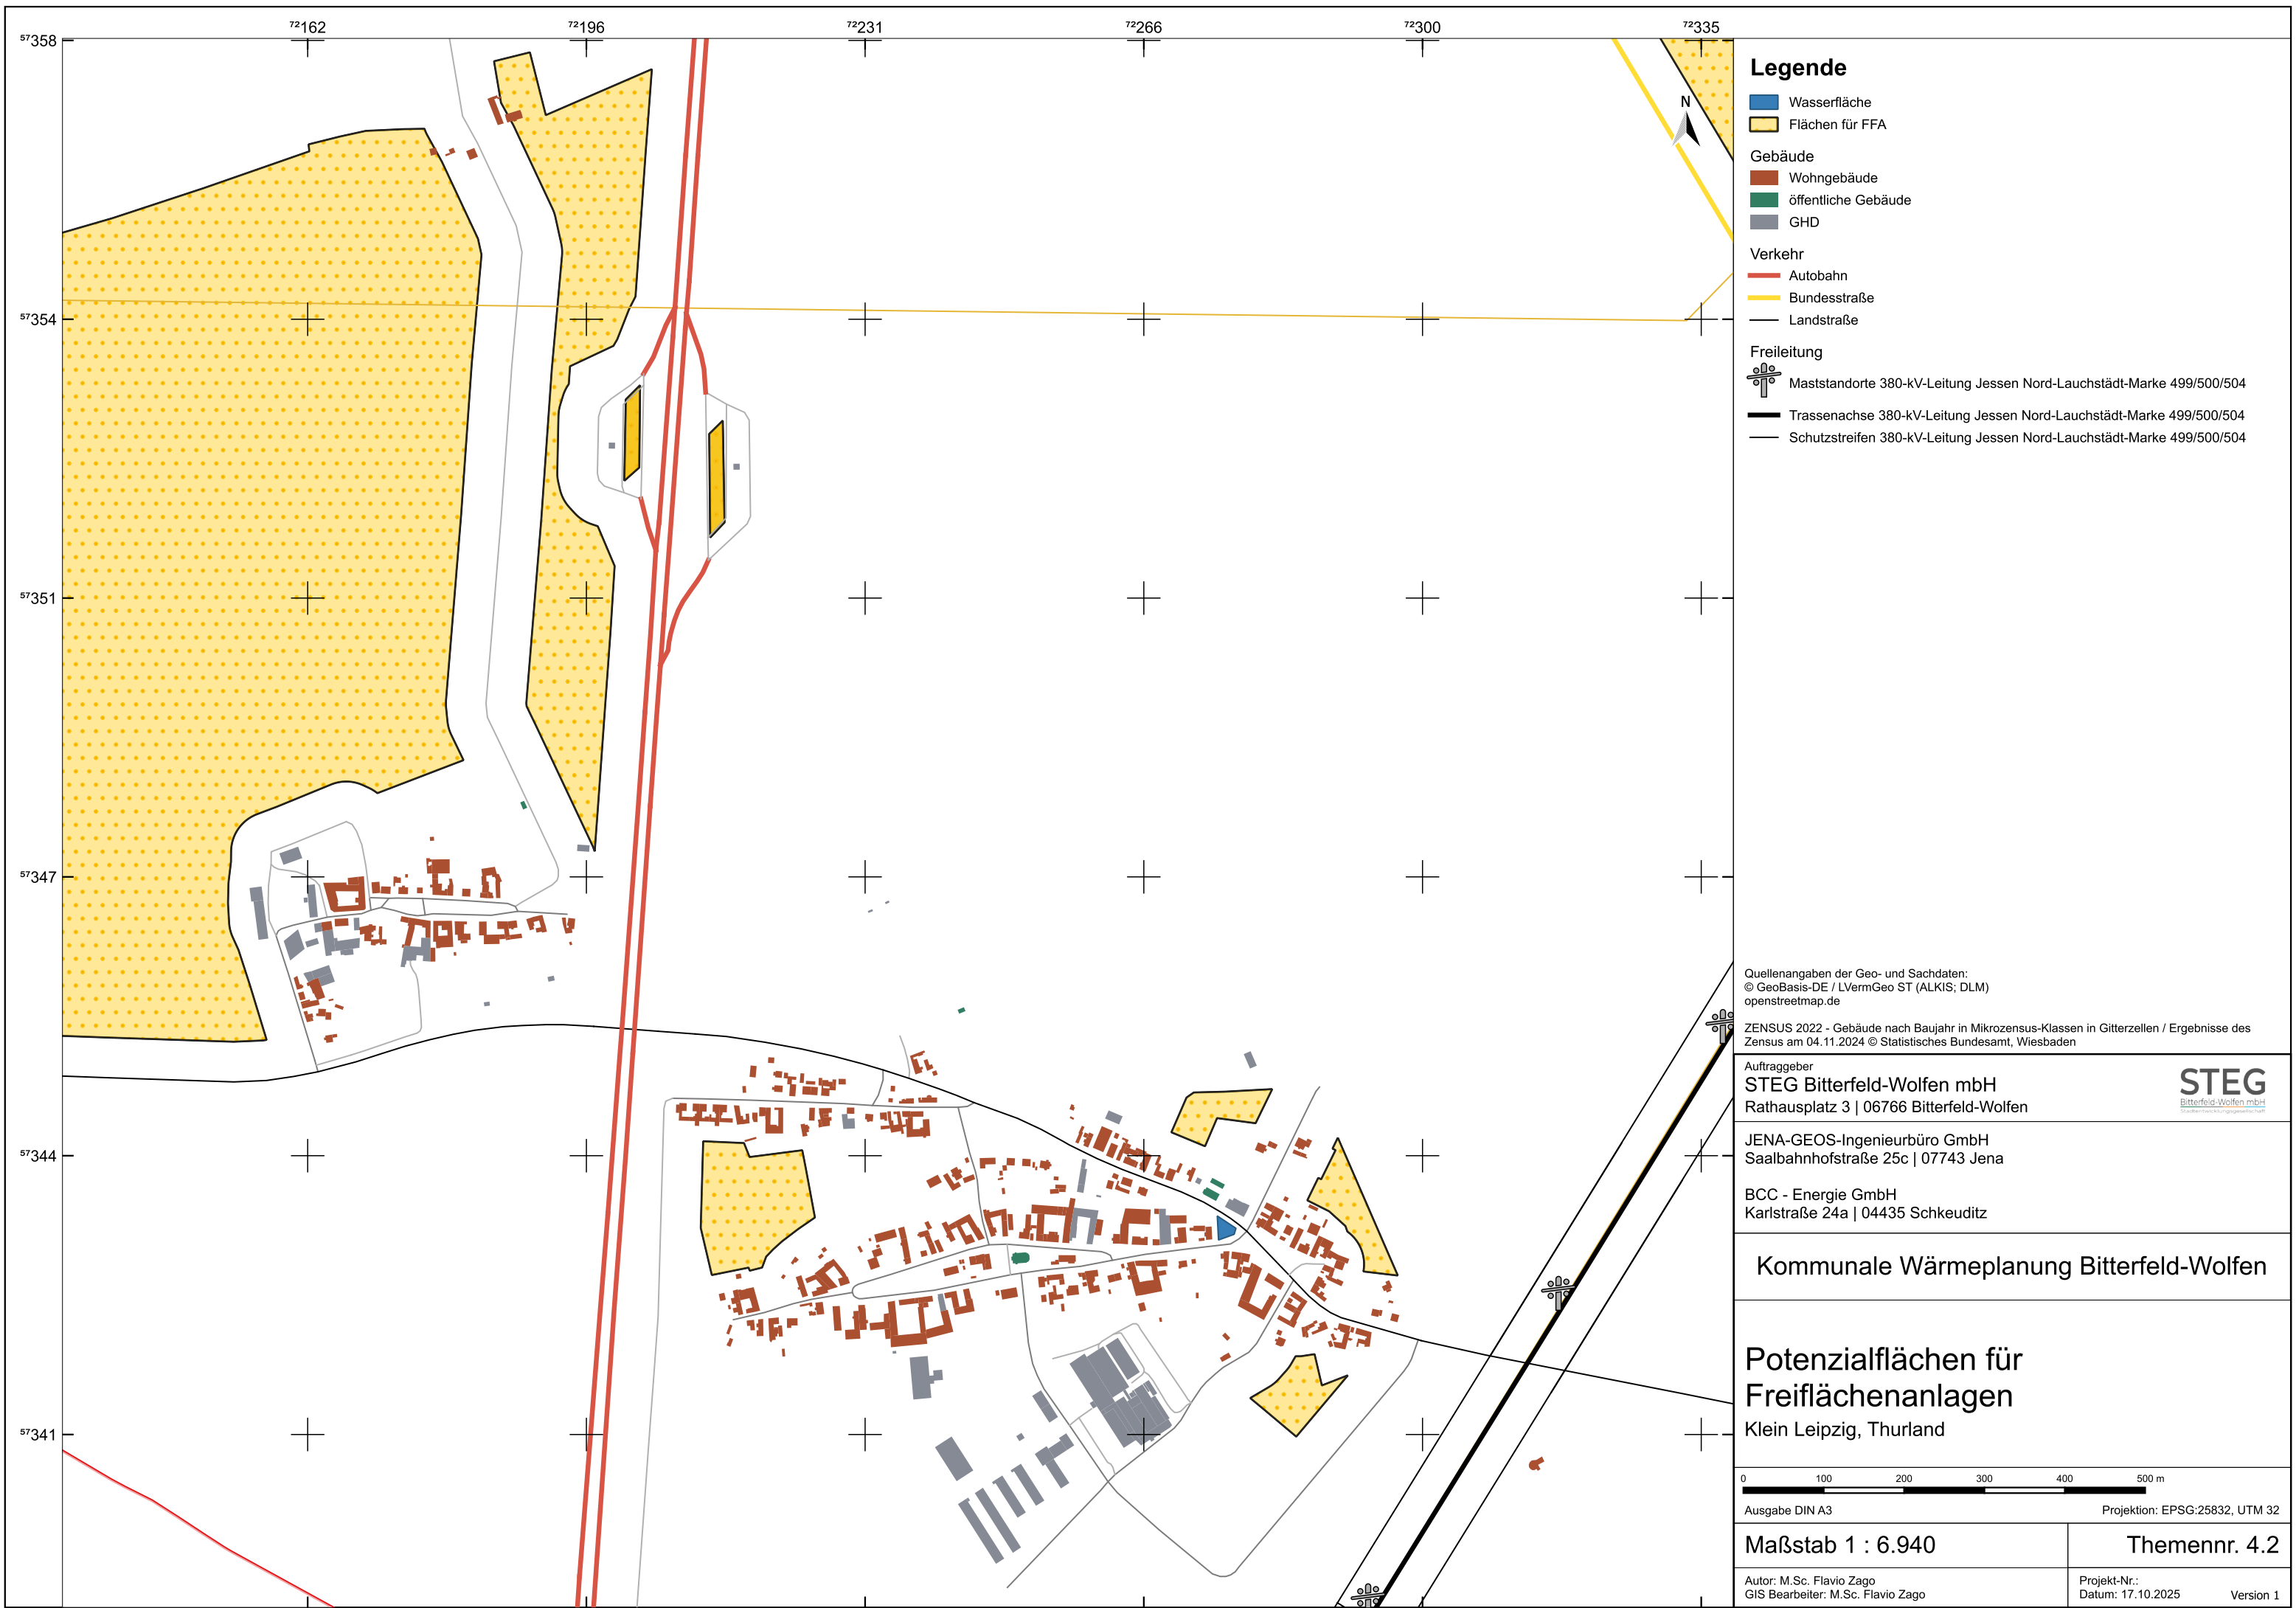 ⁷²162
⁷²196
⁷²231
⁷²266
⁷²300
⁷²335
⁵⁷358
⁵⁷354
⁵⁷351
⁵⁷347
⁵⁷344
⁵⁷341
N
Legende
Wasserfläche
Flächen für FFA
Gebäude
Wohngebäude
öffentliche Gebäude
GHD
Verkehr
Autobahn
Bundesstraße
Landstraße
Freileitung
Maststandorte 380-kV-Leitung Jessen Nord-Lauchstädt-Marke 499/500/504
Trassenachse 380-kV-Leitung Jessen Nord-Lauchstädt-Marke 499/500/504
Schutzstreifen 380-kV-Leitung Jessen Nord-Lauchstädt-Marke 499/500/504
Quellenangaben der Geo- und Sachdaten:
© GeoBasis-DE / LVermGeo ST (ALKIS; DLM)
openstreetmap.de
ZENSUS 2022 - Gebäude nach Baujahr in Mikrozensus-Klassen in Gitterzellen / Ergebnisse des
Zensus am 04.11.2024 © Statistisches Bundesamt, Wiesbaden
Auftraggeber
STEG Bitterfeld-Wolfen mbH
Rathausplatz 3 | 06766 Bitterfeld-Wolfen
STEG
Bitterfeld-Wolfen mbH
Stadtentwicklungsgesellschaft
JENA-GEOS-Ingenieurbüro GmbH
Saalbahnhofstraße 25c | 07743 Jena
BCC - Energie GmbH
Karlstraße 24a | 04435 Schkeuditz
Kommunale Wärmeplanung Bitterfeld-Wolfen
Potenzialflächen für
Freiflächenanlagen
Klein Leipzig, Thurland
0 100 200 300 400 500 m
Ausgabe DIN A3 Projektion: EPSG:25832, UTM 32
Maßstab 1 : 6.940 Themennr. 4.2
Autor: M.Sc. Flavio Zago
GIS Bearbeiter: M.Sc. Flavio Zago
Projekt-Nr.:
Datum: 17.10.2025 Version 1